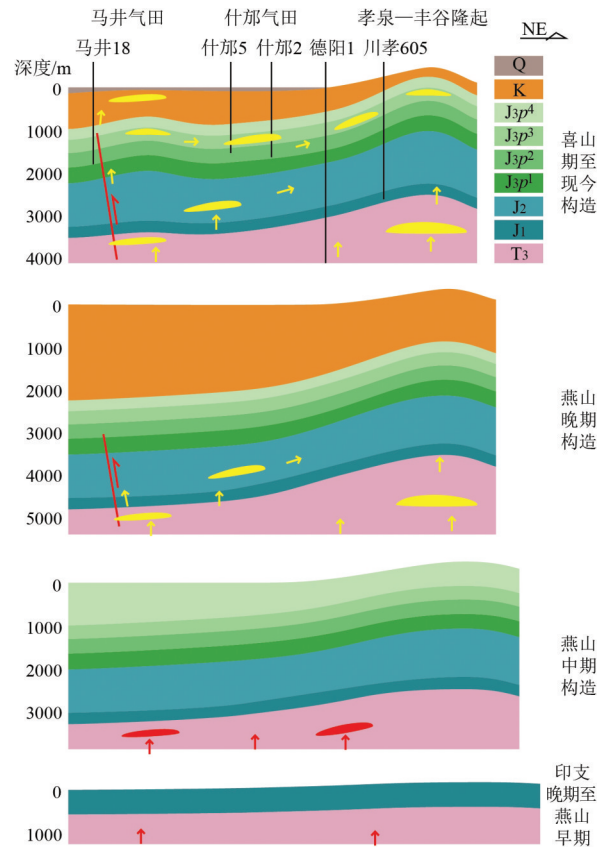 马井气田 什邡气田 孝泉—丰谷隆起
马井18 什邡5 什邡2 德阳1 川孝605
NE
深度/m
0
1000
2000
3000
4000
Q
K
J₃p⁴
J₃p³
J₃p²
J₃p¹
J₂
J₁
T₃
喜山
期至
现今
构造
0
1000
2000
3000
4000
5000
燕山
晚期
构造
0
1000
2000
3000
燕山
中期
构造
0
1000
印支
晚期至
燕山
早期